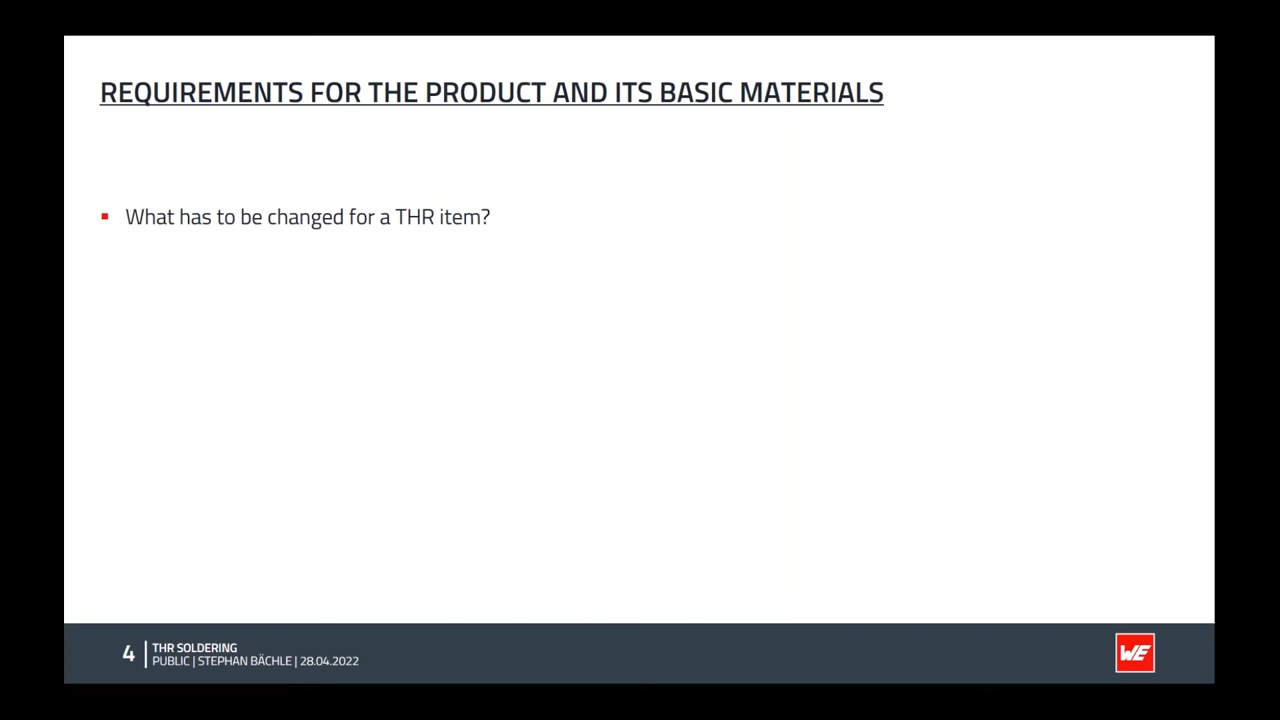 REQUIREMENTS FOR THE PRODUCT AND ITS BASIC MATERIALS
▪ What has to be changed for a THR item?
4
THR SOLDERING
PUBLIC | STEPHAN BÄCHLE | 28.04.2022
WE